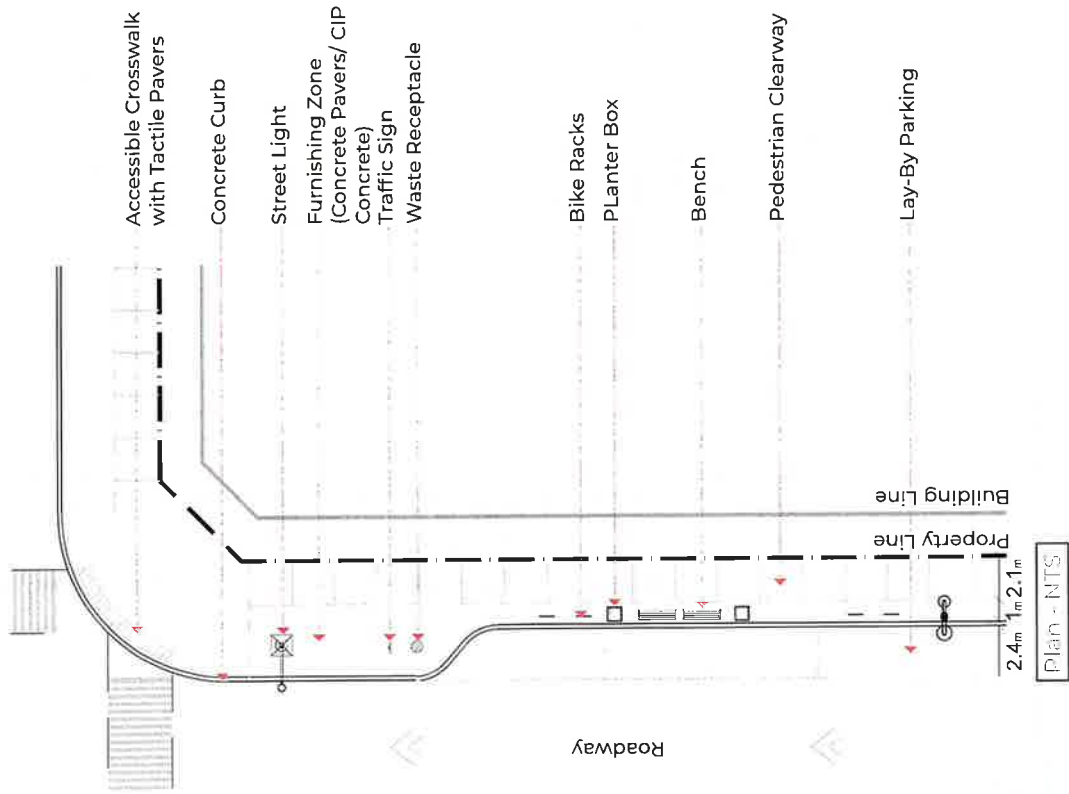 Accessible Crosswalk
with Tactile Pavers
Concrete Curb
Street Light
Furnishing Zone
(Concrete Pavers/ CIP
Concrete)
Traffic Sign
Waste Receptacle
Bike Racks
PLanter Box
Bench
Pedestrian Clearway
Lay-By Parking
Building Line
Property Line
2.4m 1m 2.1m
Roadway
Plan - NTS